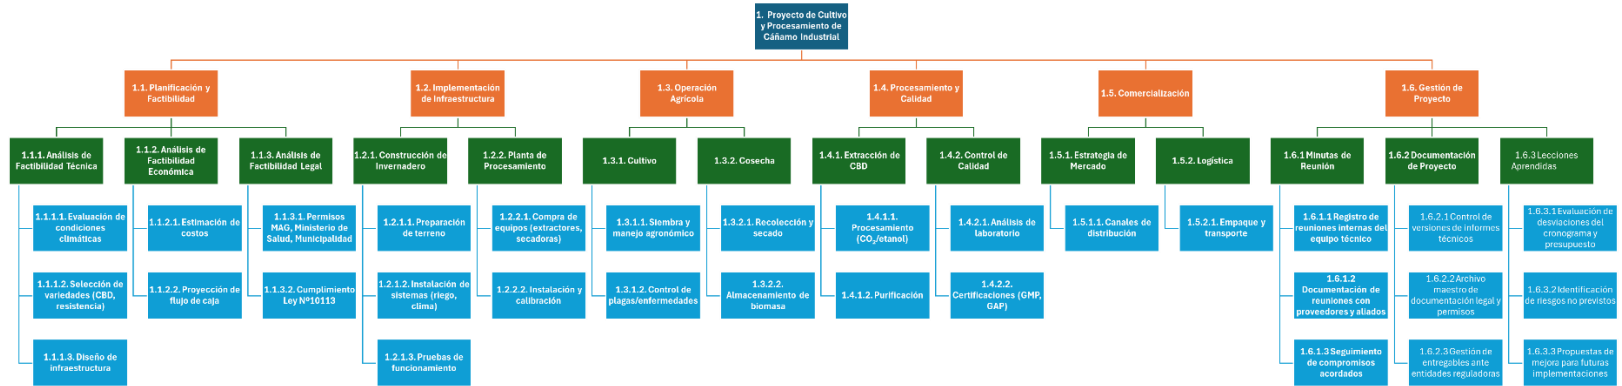 1. Proyecto de Cultivo
y Procesamiento de
Cáñamo Industrial
1.1. Planificación y
Factibilidad
1.2. Implementación
de Infraestructura
1.3. Operación
Agrícola
1.4. Procesamiento y
Calidad
1.5. Comercialización
1.6. Gestión de
Proyecto
1.1.1. Análisis de
Factibilidad Técnica
1.1.2. Análisis de
Factibilidad
Económica
1.1.3. Análisis de
Factibilidad Legal
1.2.1. Construcción de
Invernadero
1.2.2. Planta de
Procesamiento
1.3.1. Cultivo
1.3.2. Cosecha
1.4.1. Extracción de
CBD
1.4.2. Control de
Calidad
1.5.1. Estrategia de
Mercado
1.5.2. Logística
1.6.1 Minutas de
Reunión
1.6.2 Documentación
de Proyecto
1.6.3 Lecciones
Aprendidas
1.1.1.1. Evaluación de
condiciones
climáticas
1.1.2.1. Estimación de
costos
1.1.3.1. Permisos
MAG, Ministerio de
Salud, Municipalidad
1.2.1.1. Preparación
de terreno
1.2.2.1. Compra de
equipos (extractores,
secadoras)
1.3.1.1. Siembra y
manejo agronómico
1.3.2.1. Recolección y
secado
1.4.1.1.
Procesamiento
(CO₂/etanol)
1.4.2.1. Análisis de
laboratorio
1.5.1.1. Canales de
distribución
1.5.2.1. Empaque y
transporte
1.6.1.1 Registro de
reuniones internas del
equipo técnico
1.6.2.1 Control de
versiones de informes
técnicos
1.6.3.1 Evaluación de
desviaciones del
cronograma y
presupuesto
1.1.1.2. Selección de
variedades (CBD,
resistencia)
1.1.2.2. Proyección de
flujo de caja
1.1.3.2. Cumplimiento
Ley Nº10113
1.2.1.2. Instalación de
sistemas (riego,
clima)
1.2.2.2. Instalación y
calibración
1.3.1.2. Control de
plagas/enfermedades
1.3.2.2.
Almacenamiento de
biomasa
1.4.1.2. Purificación
1.4.2.2.
Certificaciones (GMP,
GAP)
1.6.1.2
Documentación de
reuniones con
proveedores y aliados
1.6.2.2 Archivo
maestro de
documentación legal y
permisos
1.6.3.2 Identificación
de riesgos no previstos
1.1.1.3. Diseño de
infraestructura
1.2.1.3. Pruebas de
funcionamiento
1.6.1.3 Seguimiento
de compromisos
acordados
1.6.2.3 Gestión de
entregables ante
entidades reguladoras
1.6.3.3 Propuestas de
mejora para futuras
implementaciones